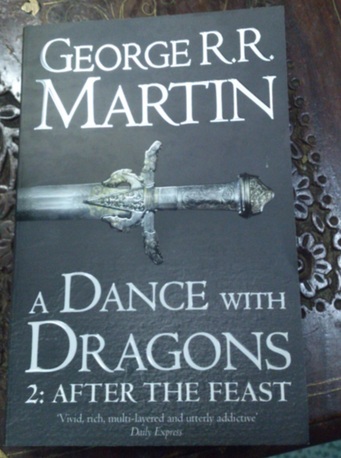 GEORGE R.R.
MARTIN
A DANCE WITH
DRAGONS
2: AFTER THE FEAST
'Vivid, rich, multi-layered and utterly addictive'
Daily Express